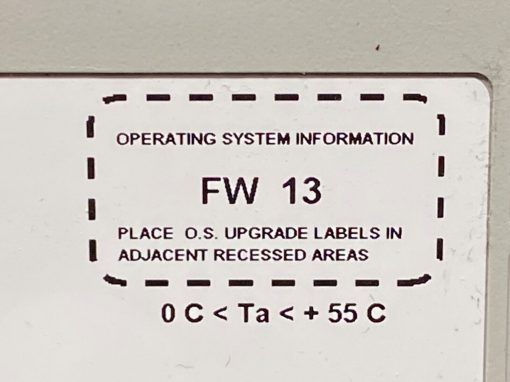 OPERATING SYSTEM INFORMATION
FW 13
PLACE O.S. UPGRADE LABELS IN
ADJACENT RECESSED AREAS
0 C < Ta < + 55 C